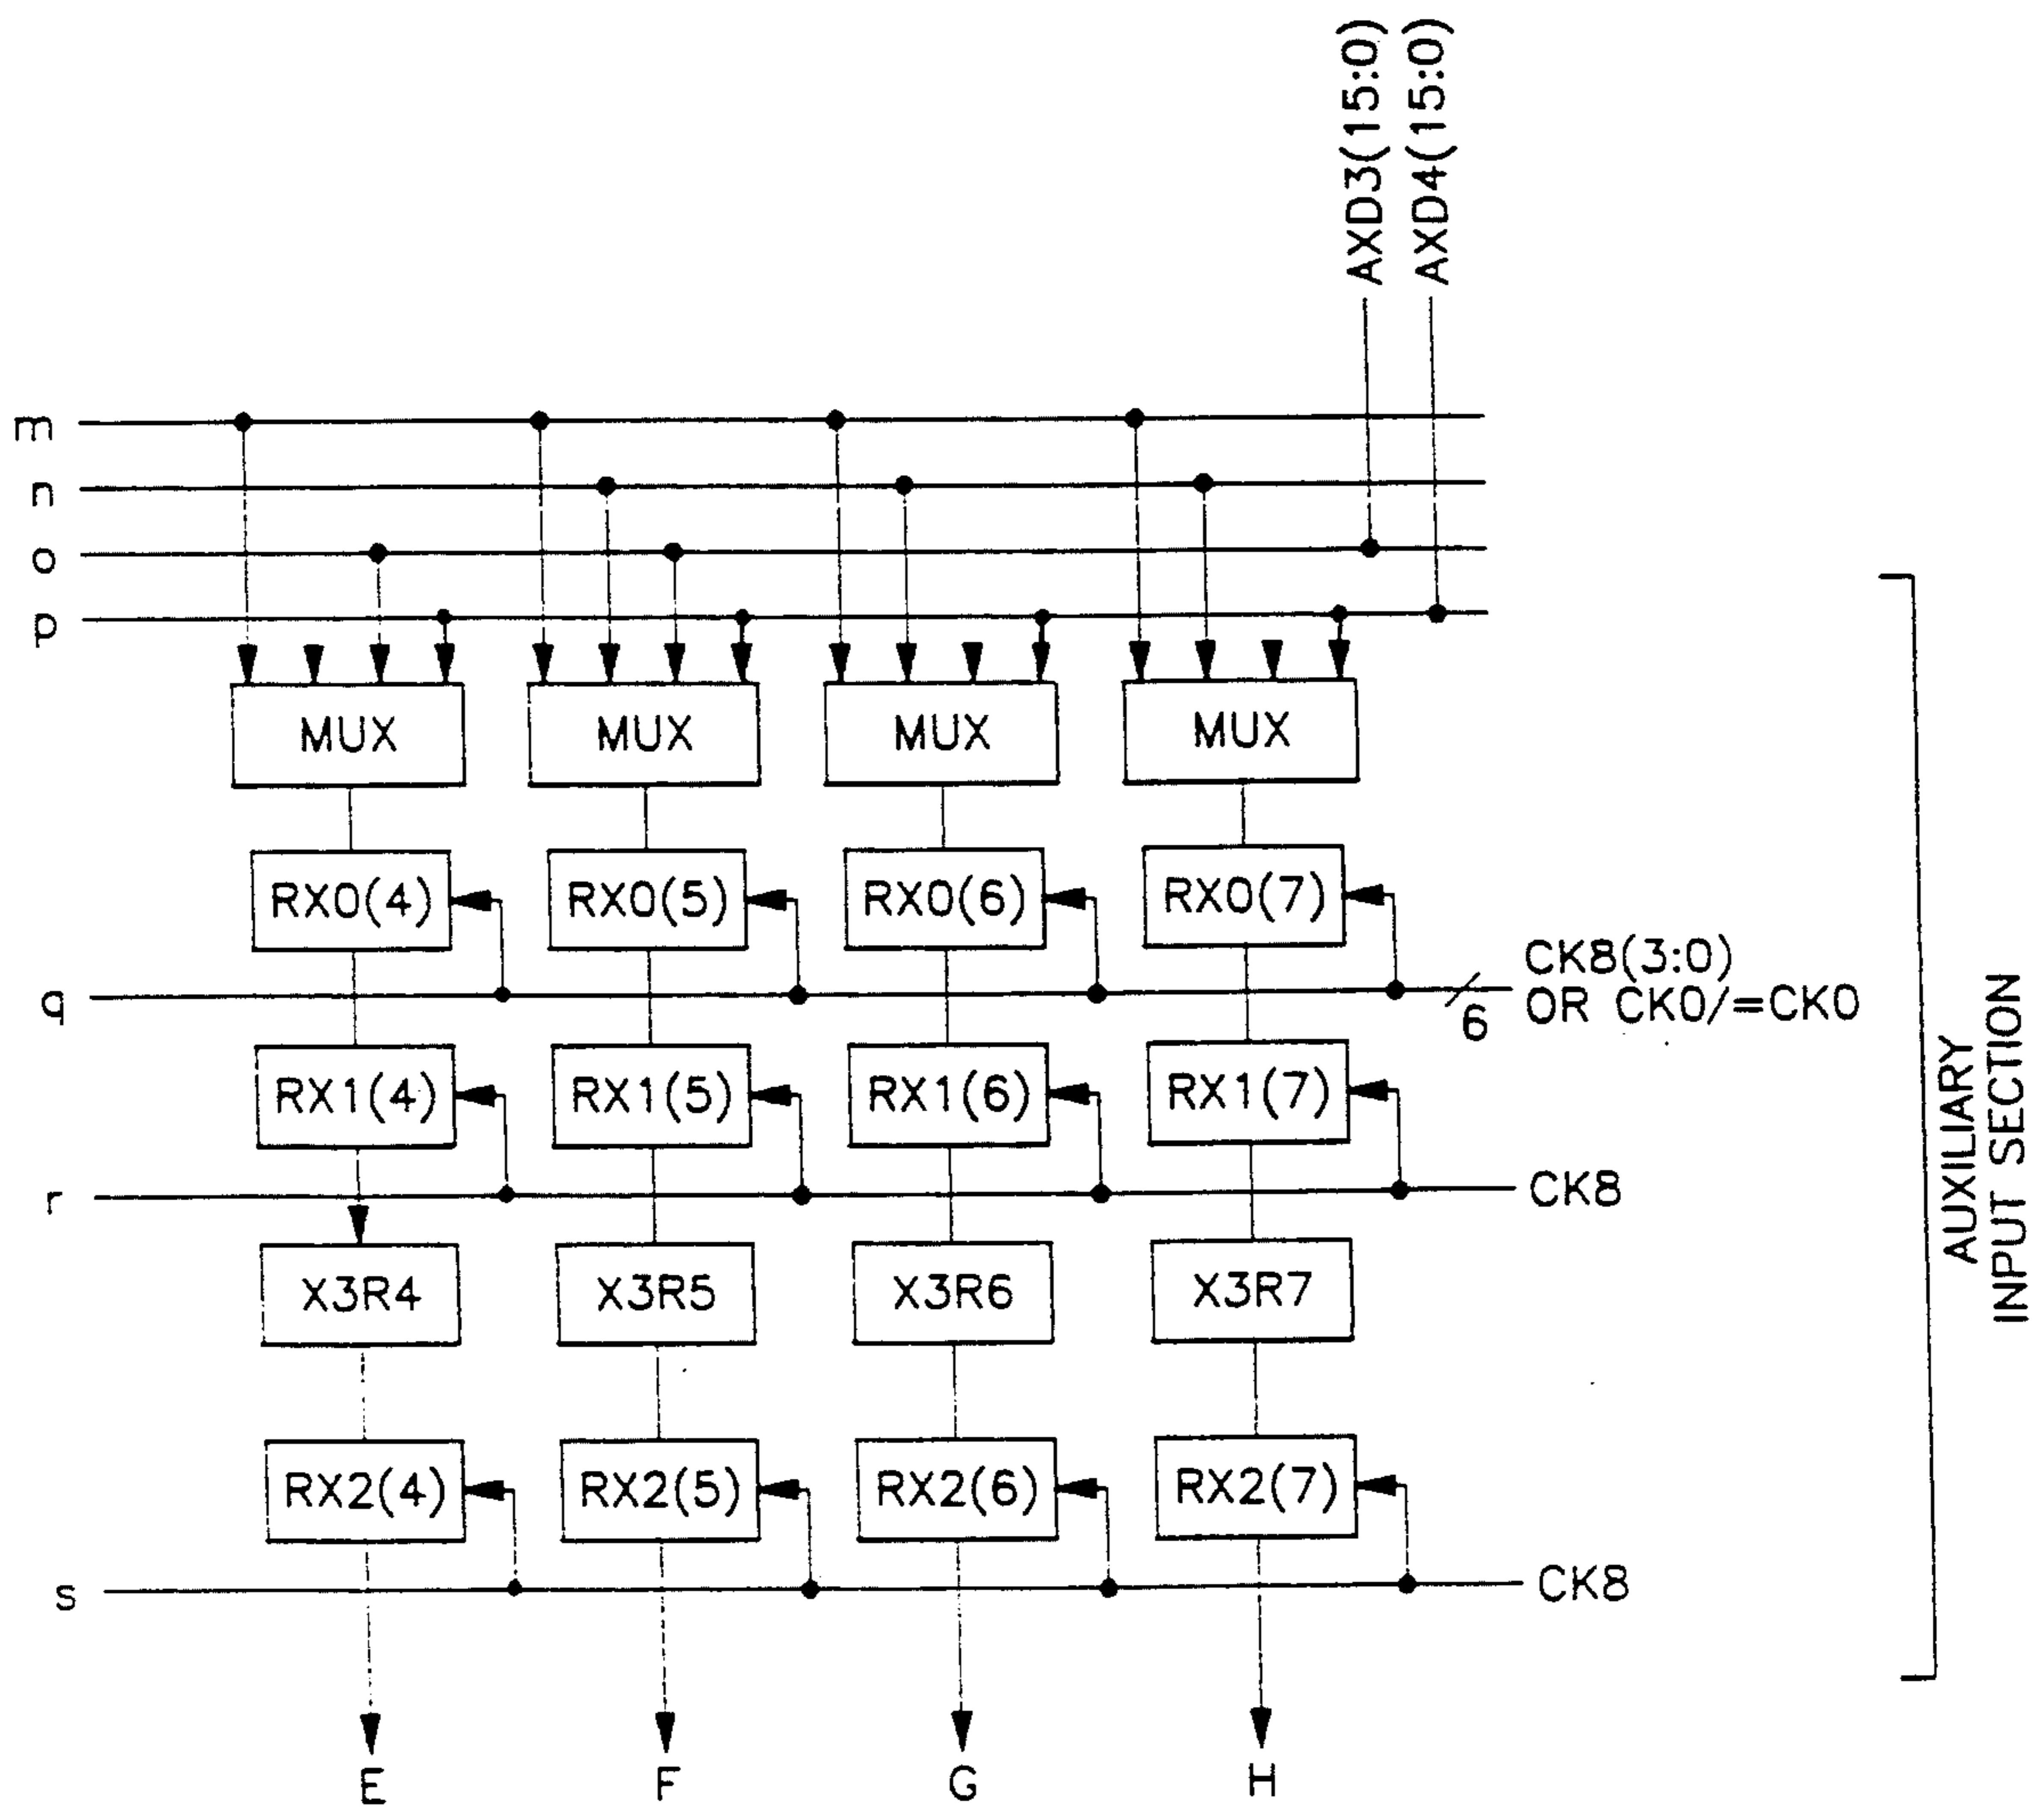 AXD3(15:0)
AXD4(15:0)
m
n
o
p
MUX MUX MUX MUX
RX0(4) RX0(5) RX0(6) RX0(7)
CK8(3:0)
q 6 OR CK0/=CK0
RX1(4) RX1(5) RX1(6) RX1(7)
r CK8
X3R4 X3R5 X3R6 X3R7
RX2(4) RX2(5) RX2(6) RX2(7)
s CK8
E F G H
AUXILIARY
INPUT SECTION